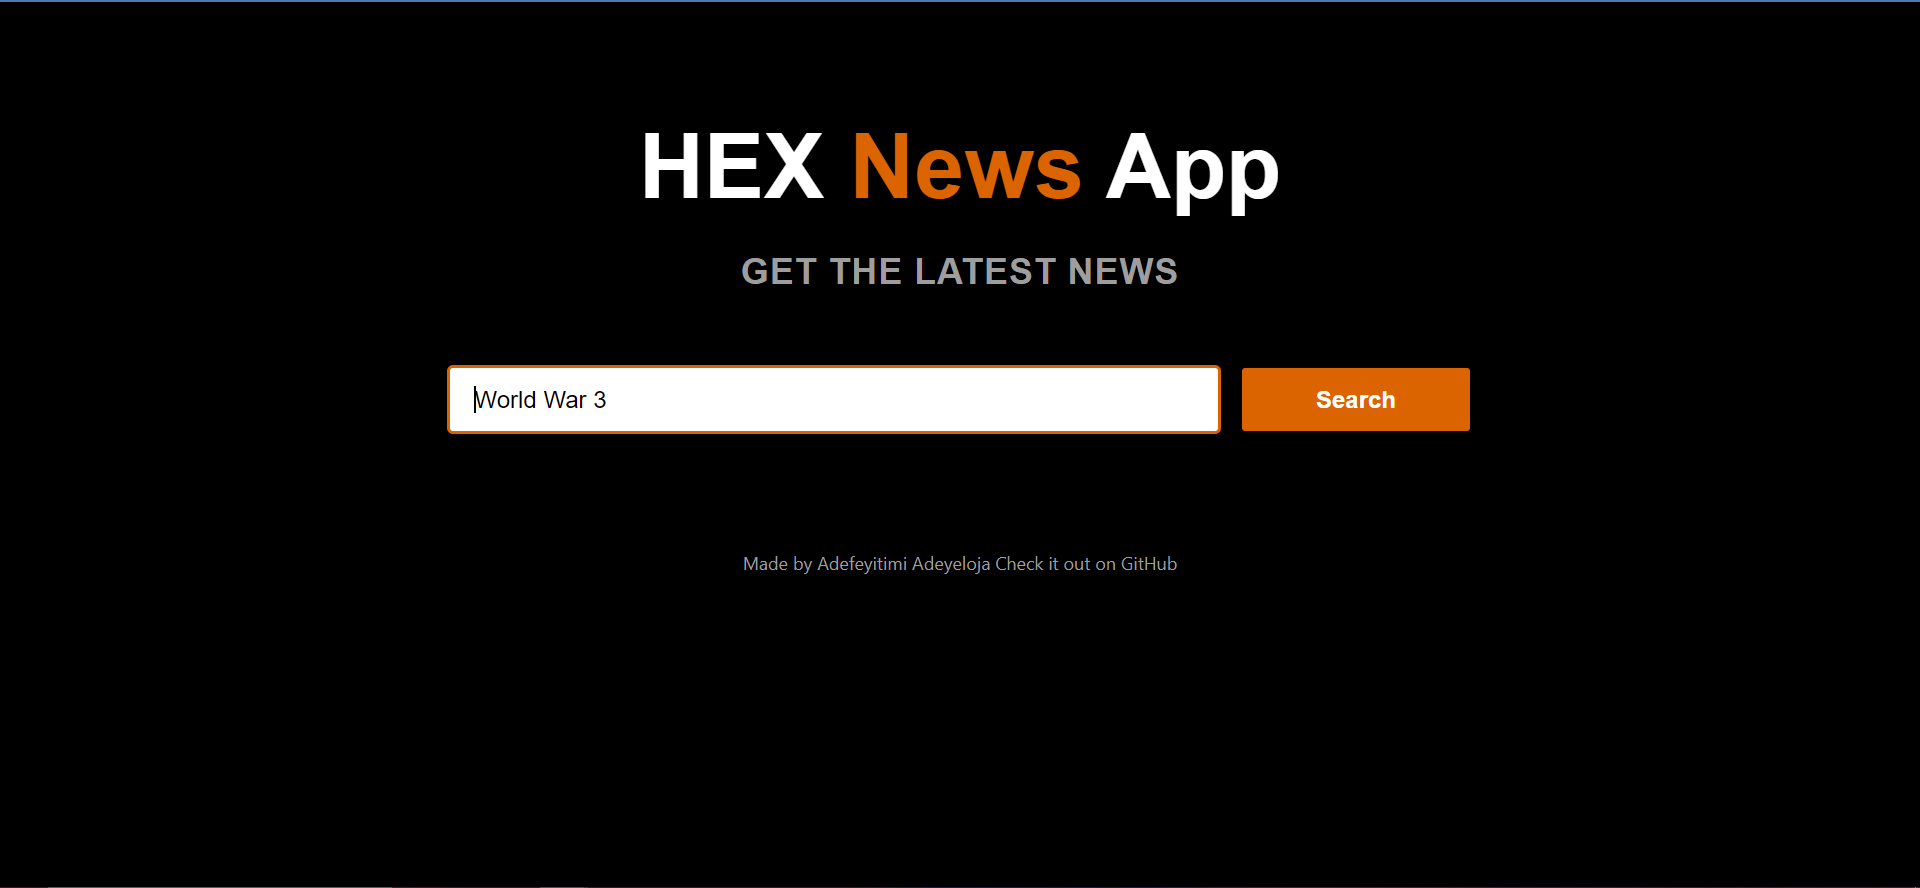 HEX News App
GET THE LATEST NEWS
World War 3
Search
Made by Adefeyitimi Adeyeloja Check it out on GitHub